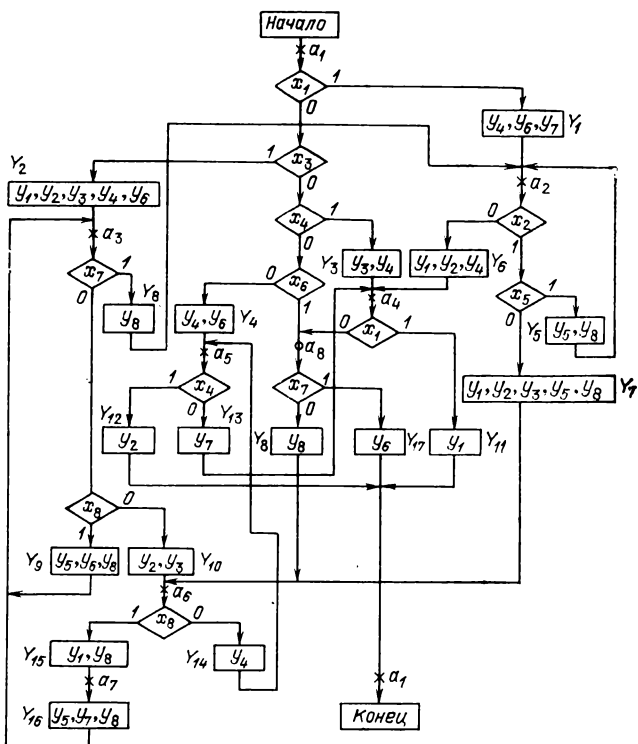 Начало
a₁
x₁ 1
0
y₄, y₆, y₇ Y₁
Y₂
1 x₃
0
y₁, y₂, y₃, y₄, y₆
a₂
x₄ 1
0
0 x₂
1
a₃
x₇ 1
0
Y₈
y₈
Y₃ y₃, y₄
y₁, y₂, y₄ Y₆
0 x₆
1
a₄
x₅ 1
0
y₄, y₆ Y₄
0 x₁ 1
Y₅ y₅, y₈
a₅
a₈
1 x₄
0
x₇ 1
0
y₁, y₂, y₃, y₅, y₈ Y�7
Y₁₂ y₂
y₇ Y₁₃
Y₈ y₈
y₆ Y₁₇
y₁ Y₁₁
x₈ 0
1
Y₉ y₅, y₆, y₈
y₂, y₃ Y₁₀
a₆
1 x₈ 0
Y₁₅ y₁, y₈
Y₁₄ y₄
a₇
a₁
Y₁₆ y₅, y₇, y₈
Конец